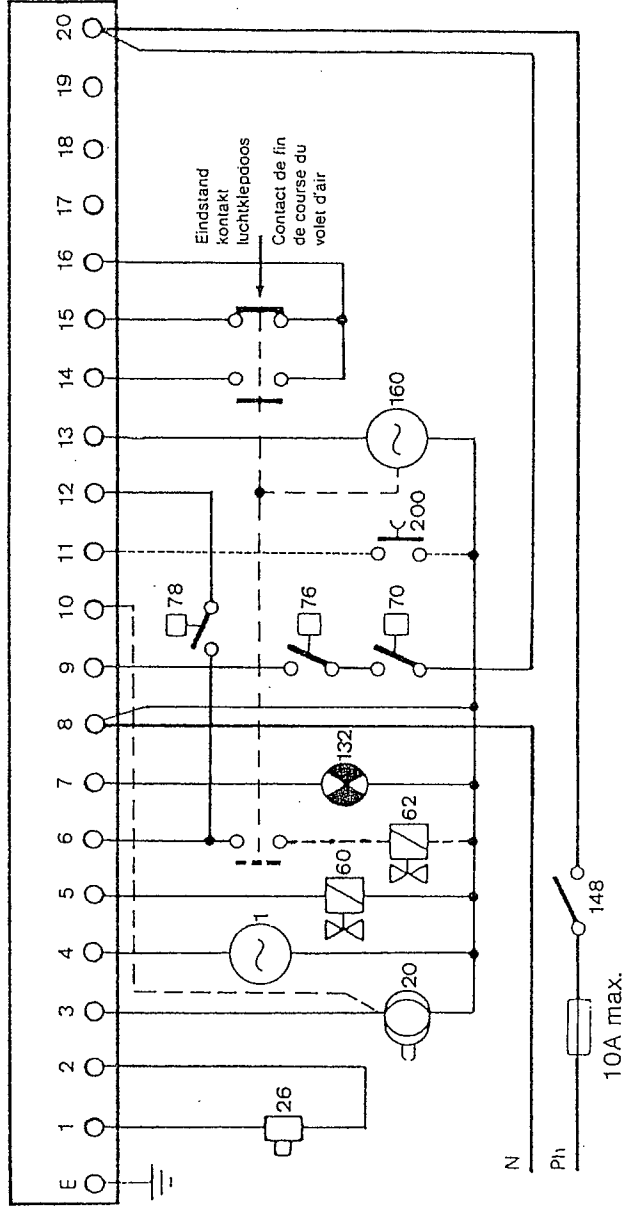 E 1 2 3 4 5 6 7 8 9 10 11 12 13 14 15 16 17 18 19 20
Eindstand
kontakt
luchtklepdoos
Contact de fin
de course du
volet d'air
78
76
70
200
160
132
62
60
1
20
26
148
N
Ph
10A max.